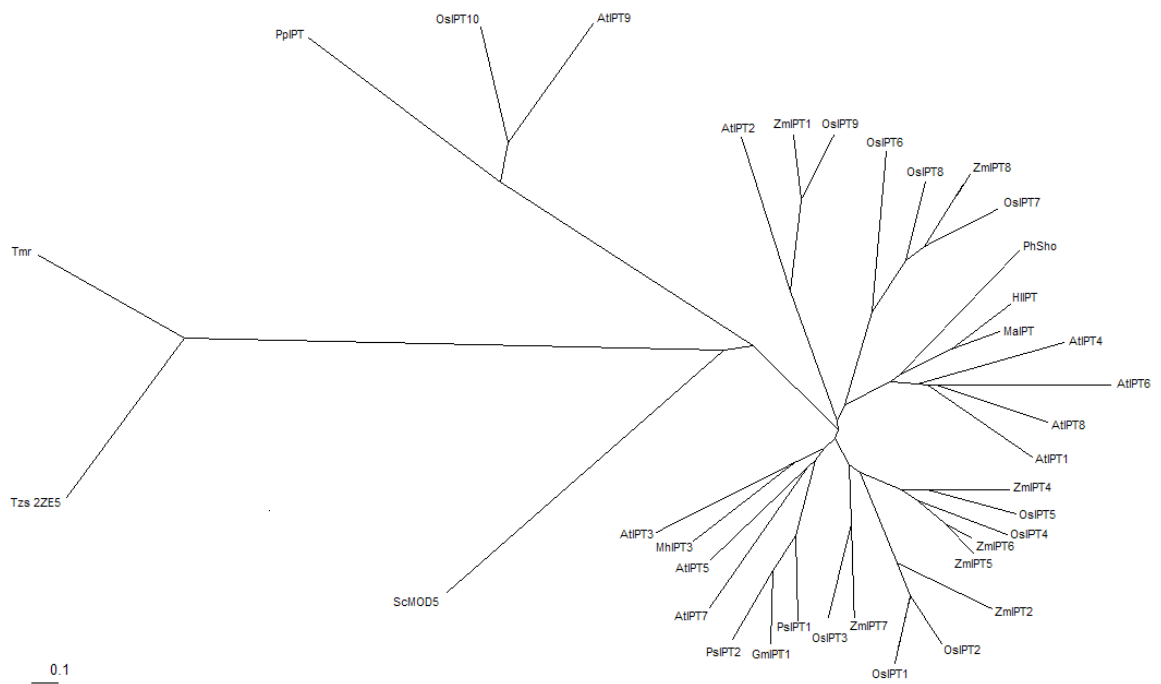 OsIPT10
AtIPT9
PpIPT
AtIPT2
ZmIPT1
OsIPT9
OsIPT6
OsIPT8
ZmIPT8
OsIPT7
PhSho
Tmr
HlIPT
MaIPT
AtIPT4
AtIPT6
AtIPT8
AtIPT1
ZmIPT4
Tzs 2ZE5
OsIPT5
AtIPT3
OsIPT4
MhIPT3
ZmIPT6
ZmIPT5
AtIPT5
ScMOD5
ZmIPT2
AtIPT7
PsIPT1
ZmIPT7
OsIPT3
PsIPT2
GmIPT1
OsIPT2
OsIPT1
0.1